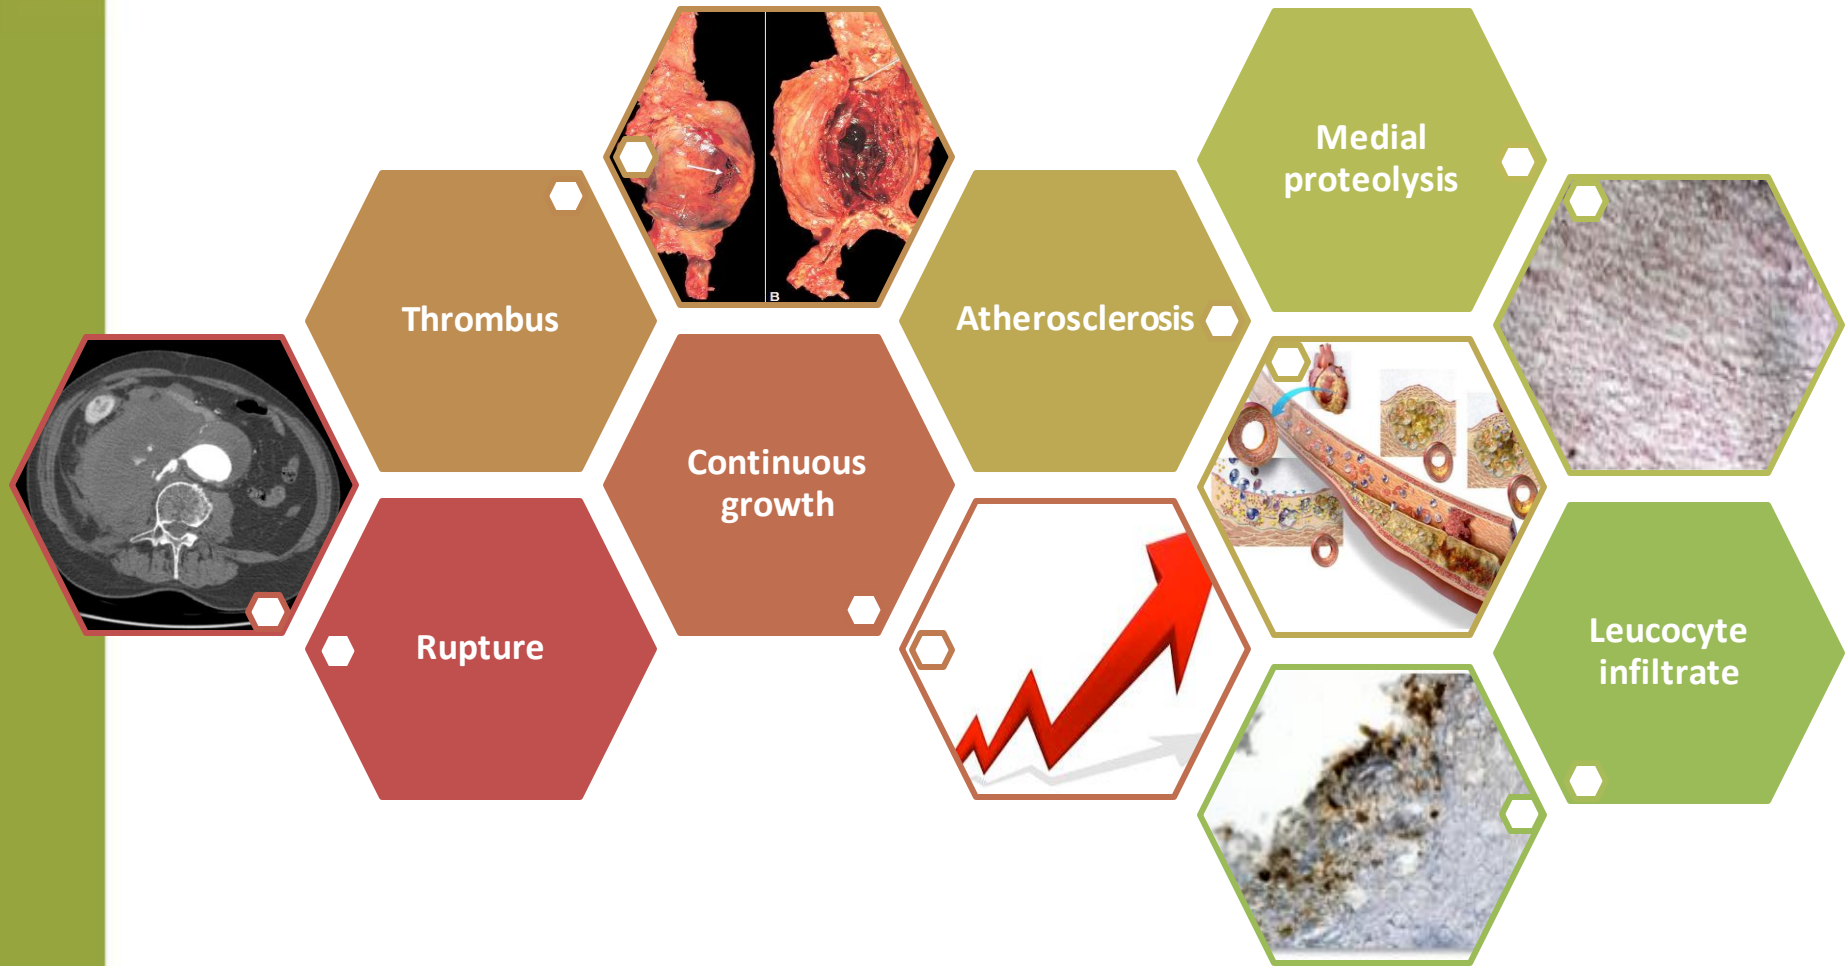 Medial
proteolysis
B
Thrombus
Atherosclerosis
Continuous
growth
Leucocyte
infiltrate
Rupture